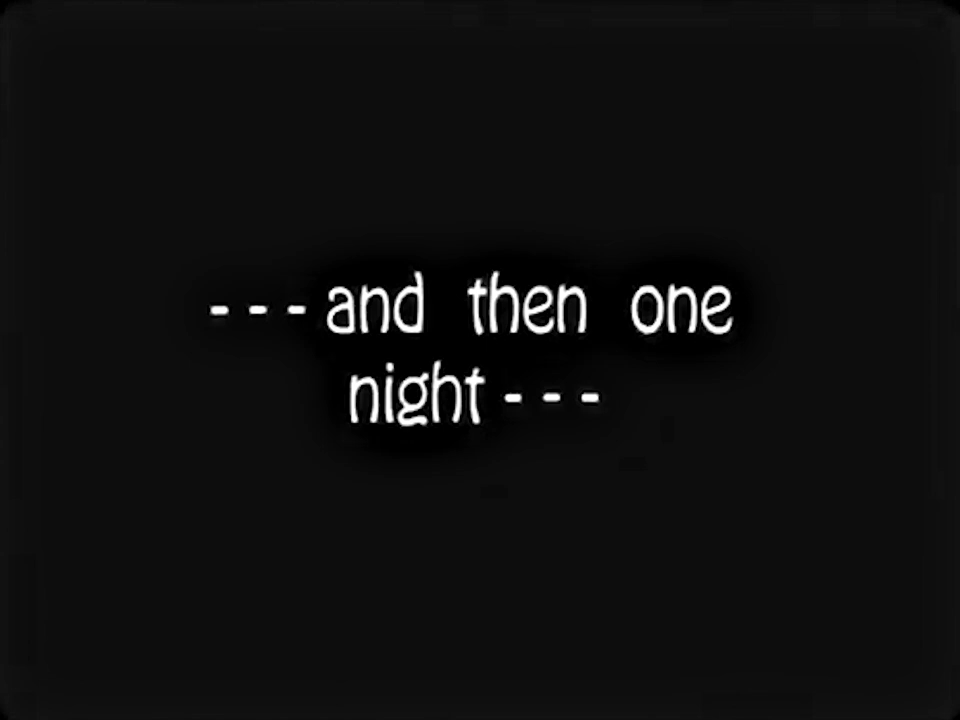 --- and then one
night ---